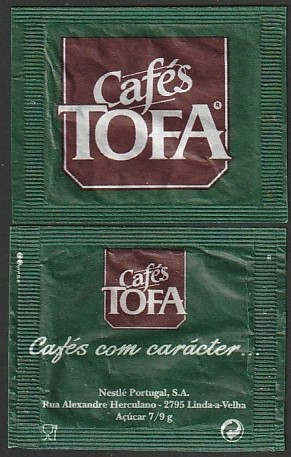 Cafés
TOFA®
Cafés
TOFA
Cafés com carácter...
Nestlé Portugal, S.A.
Rua Alexandre Herculano - 2795 Linda-a-Velha
Açúcar 7/9 g